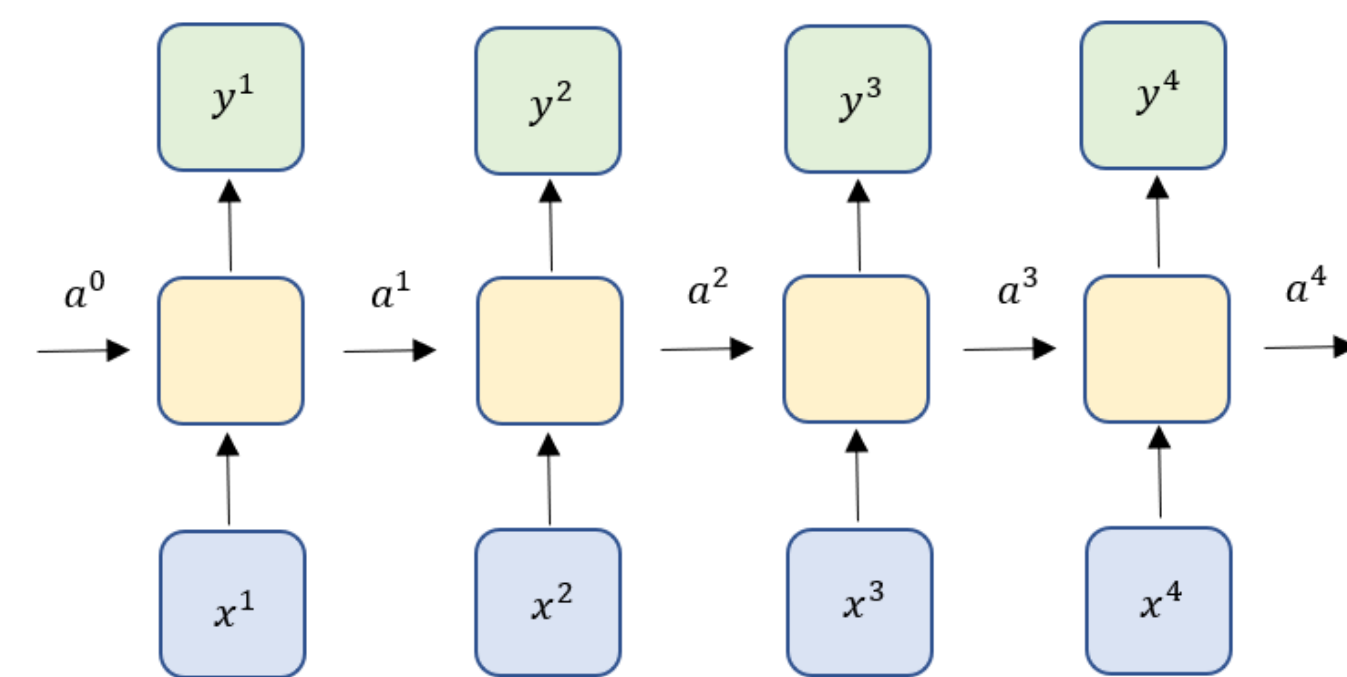 y¹ y² y³ y⁴
a⁰ a¹ a² a³ a⁴
x¹ x² x³ x⁴